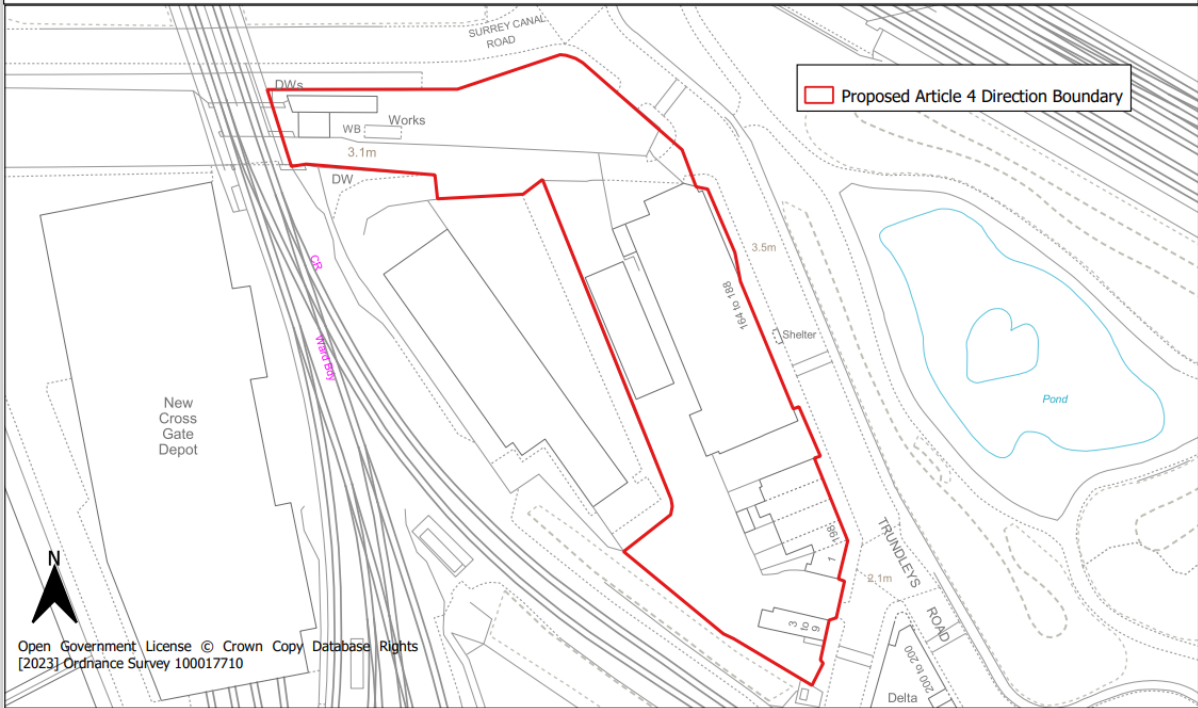 SURREY CANAL
ROAD
Proposed Article 4 Direction Boundary
DWs
WB
Works
3.1m
DW
3.5m
CR
164 to 188
Ward Bdy
Shelter
New
Cross
Gate
Depot
Pond
198
1
TRUNDLEYS
ROAD
2.1m
3 to 9
N
Open Government License © Crown Copy Database Rights
[2023] Ordnance Survey 100017710
200 to 200
Delta